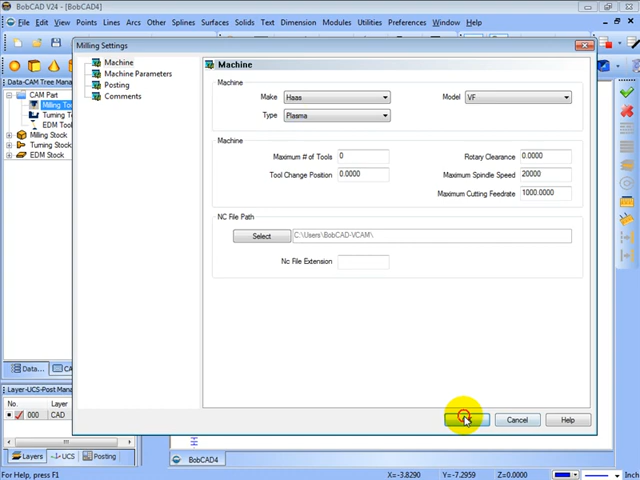 BobCAD V24 - [BobCAD4]
File Edit View Points Lines Arcs Other Splines Surfaces Solids Text Dimension Modules Utilities Preferences Window Help
Data-CAM Tree Manag
CAM Part
Milling Too
Turning To
EDM Tool
Milling Stock
Turning Stock
EDM Stock
Data...
CA
Layer-UCS-Post Mana
No. Layer
000 CAD
Layers UCS Posting
For Help, press F1
Milling Settings
Machine
Machine Parameters
Posting
Comments
Machine
Machine
Make Haas Model VF
Type Plasma
Machine
Maximum # of Tools 0 Rotary Clearance 0.0000
Tool Change Position 0.0000 Maximum Spindle Speed 20000
Maximum Cutting Feedrate 1000.0000
NC File Path
Select C:\Users\BobCAD-VCAM\
Nc File Extension
Cancel Help
BobCAD4
X=-3.8290 Y=-7.2959 Z=0.0000 Inch